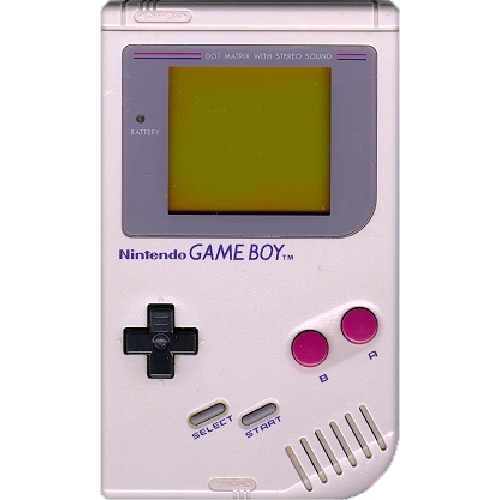 DOT MATRIX WITH STEREO SOUND
BATTERY
Nintendo GAME BOY™
B A
SELECT START